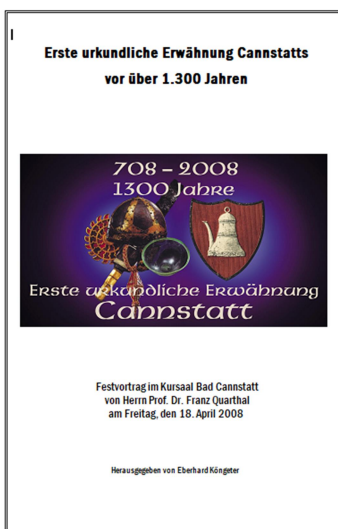 Erste urkundliche Erwähnung Cannstatts
vor über 1.300 Jahren
708 – 2008
1300 Jahre
Erste urkundliche Erwähnung
Cannstatt
Festvortrag im Kursaal Bad Cannstatt
von Herrn Prof. Dr. Franz Quarthal
am Freitag, den 18. April 2008
Herausgegeben von Eberhard Köngeter